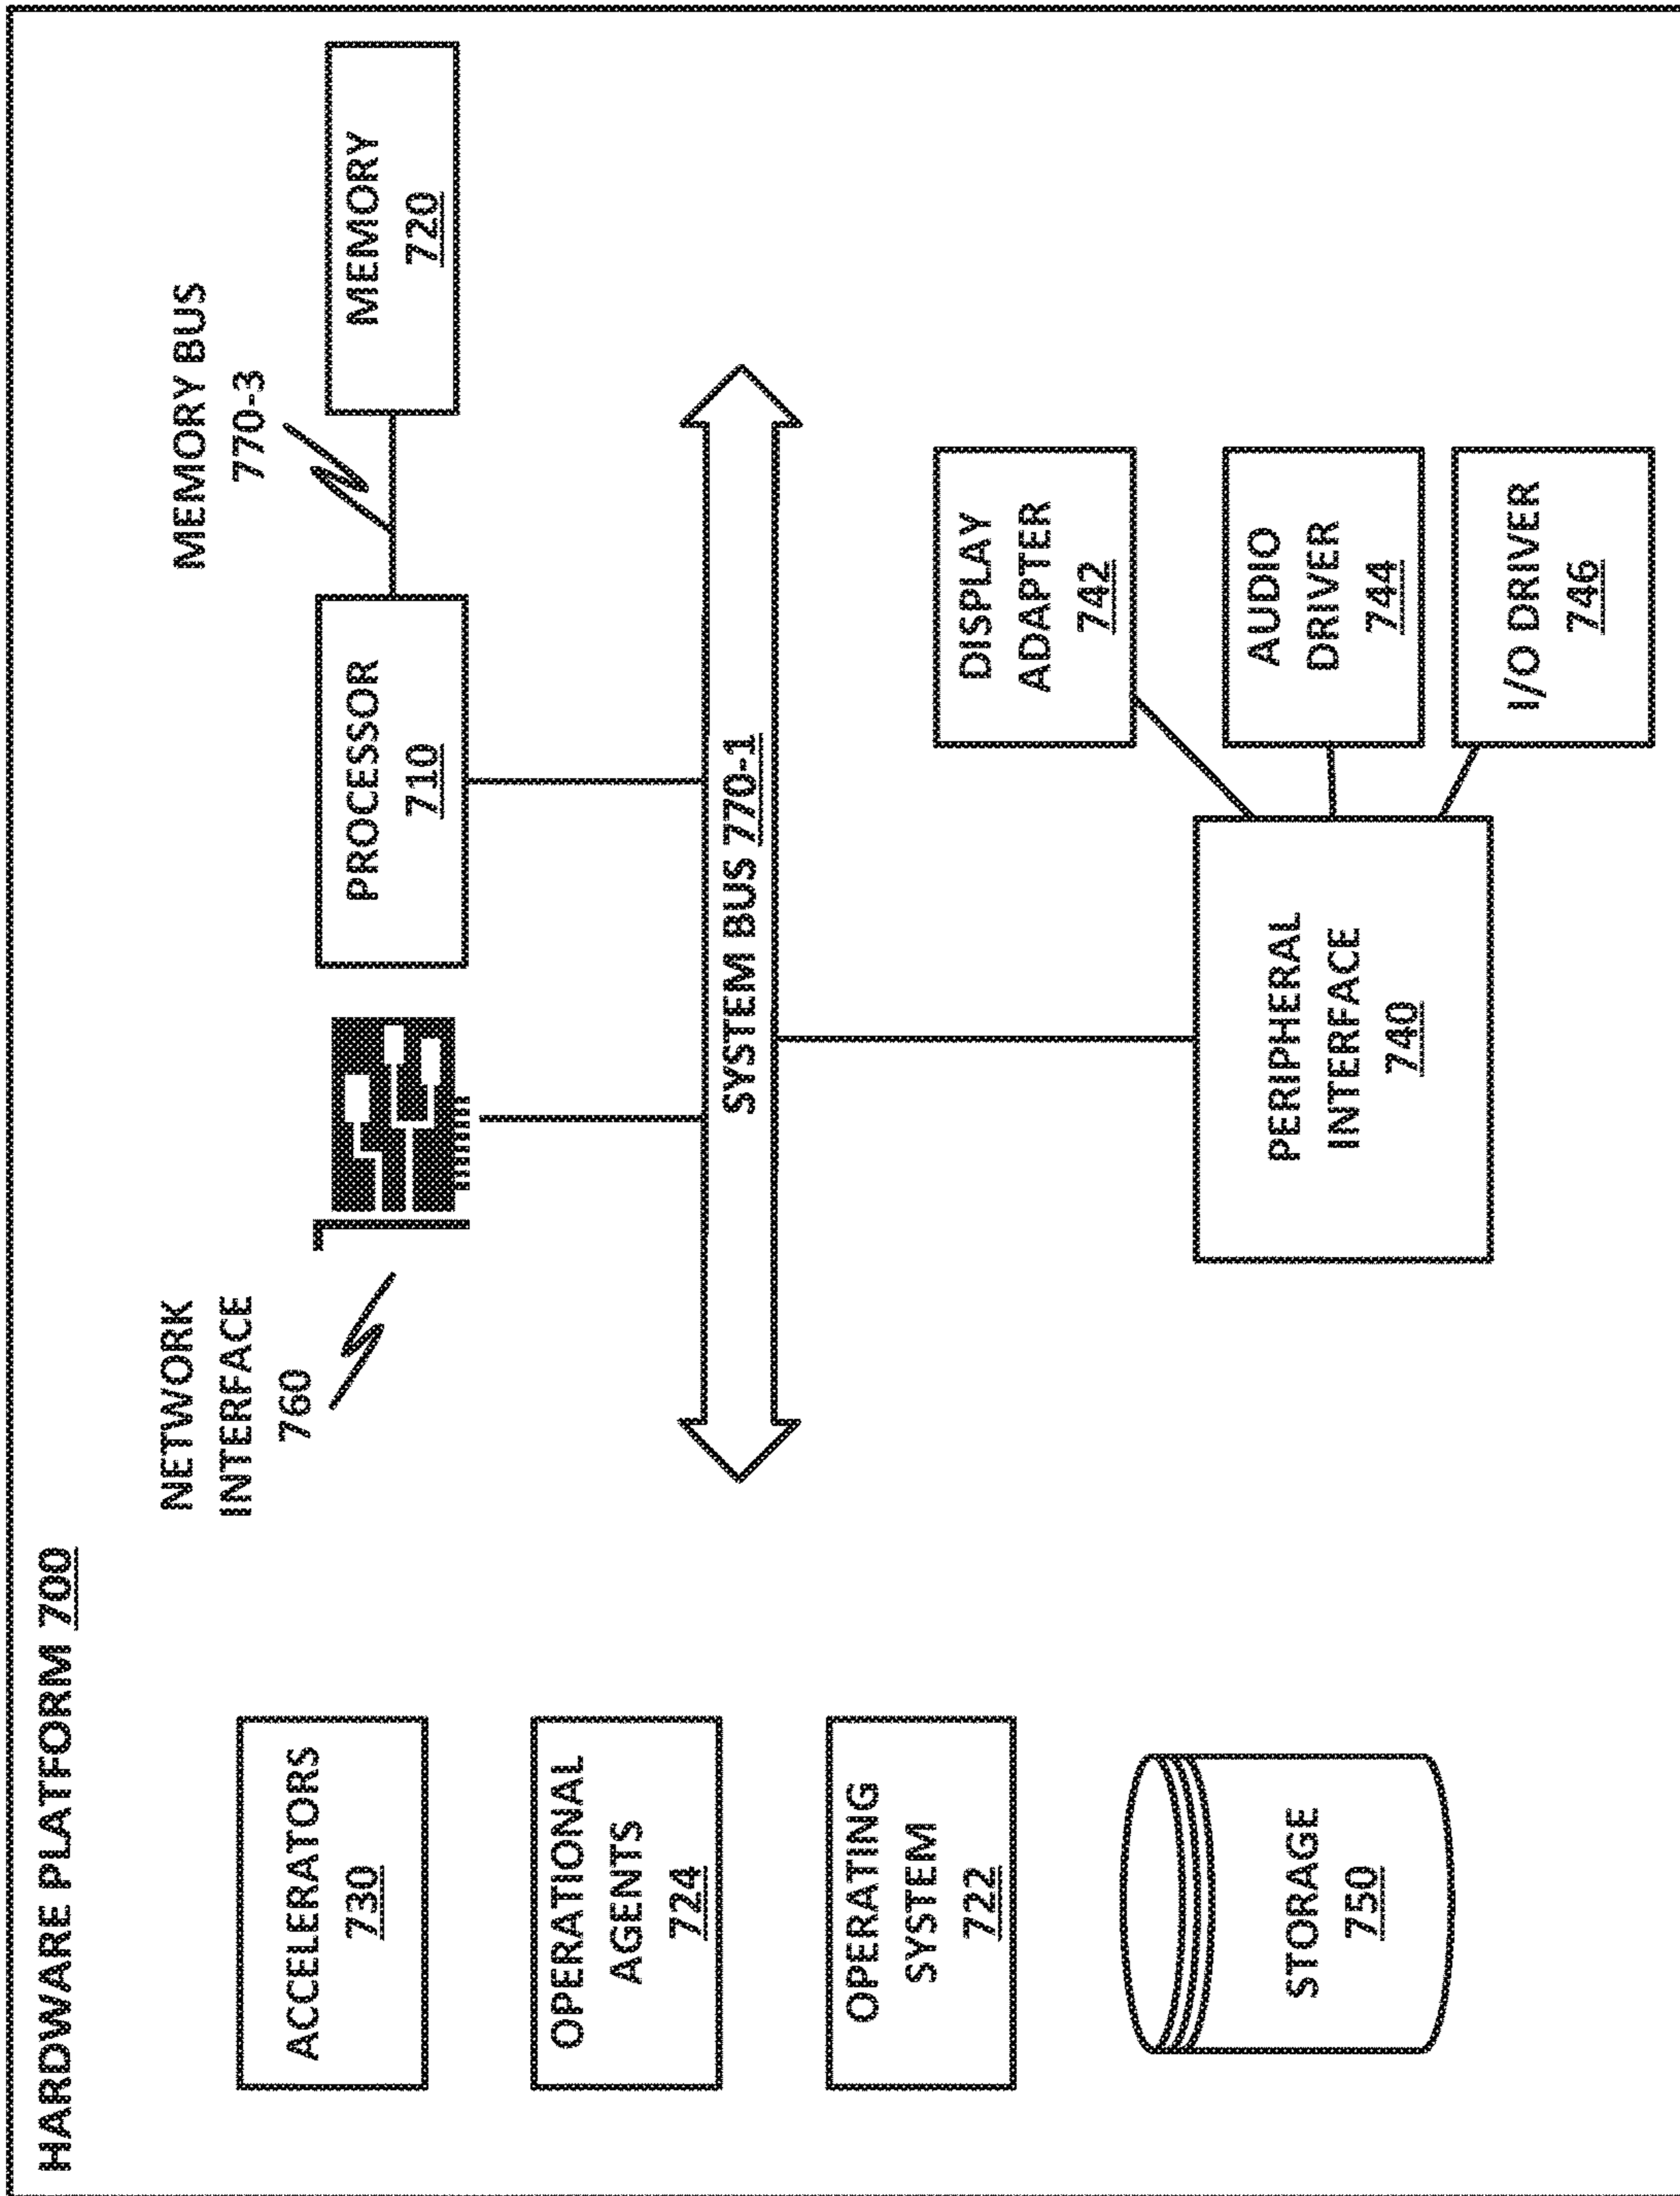 HARDWARE PLATFORM 700
ACCELERATORS
730
OPERATIONAL
AGENTS
724
OPERATING
SYSTEM
722
STORAGE
750
NETWORK
INTERFACE
760
PROCESSOR
710
MEMORY BUS
770-3
MEMORY
720
SYSTEM BUS 770-1
PERIPHERAL
INTERFACE
740
DISPLAY
ADAPTER
742
AUDIO
DRIVER
744
I/O DRIVER
746